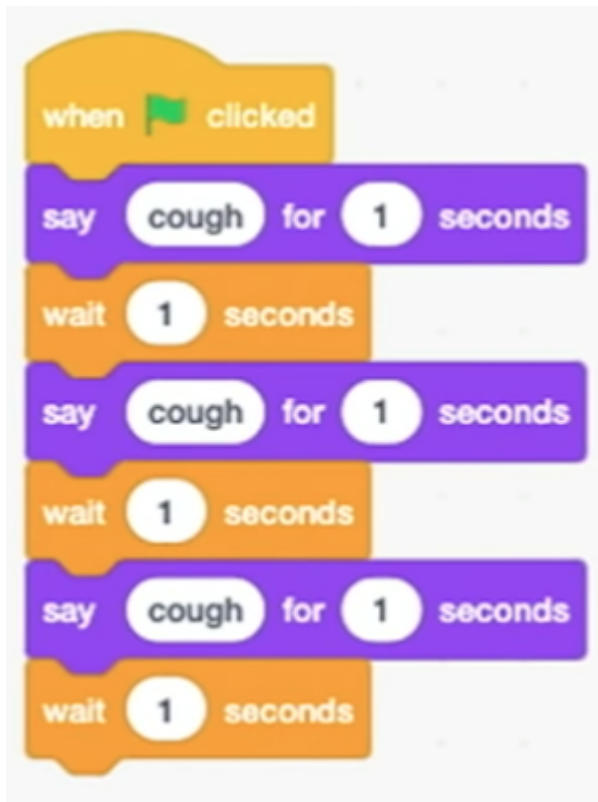 when clicked
say cough for 1 seconds
wait 1 seconds
say cough for 1 seconds
wait 1 seconds
say cough for 1 seconds
wait 1 seconds